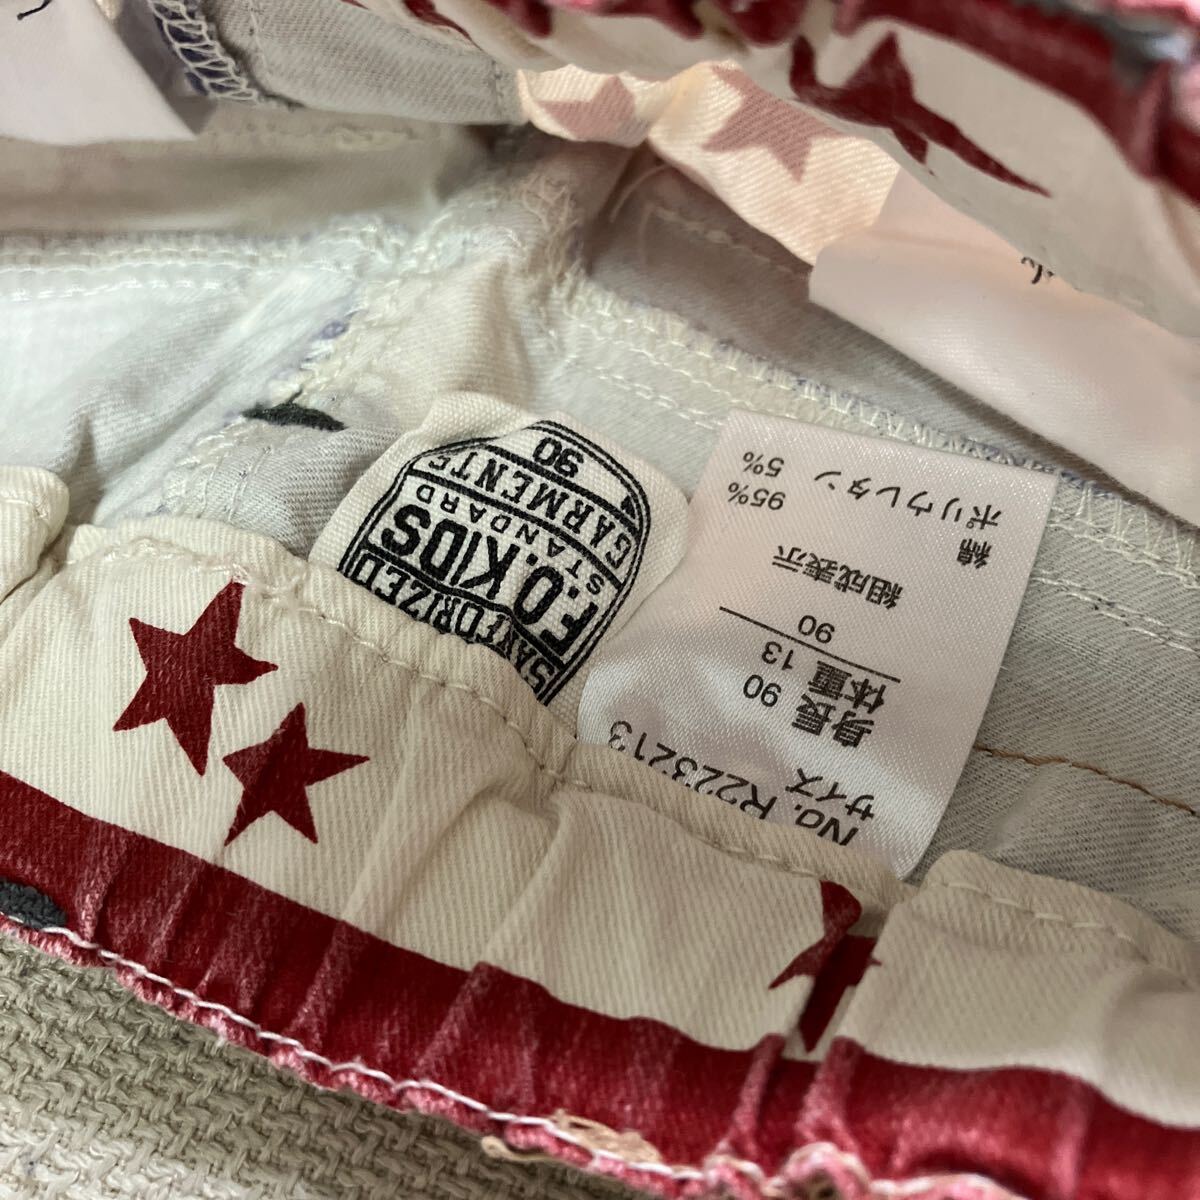 No. R223213
サイズ
身長 90
体重 13
90
組成表示
綿 95%
ポリウレタン 5%
SANFORIZED
F.O.KIDS
STANDARD
GARMENTS
90